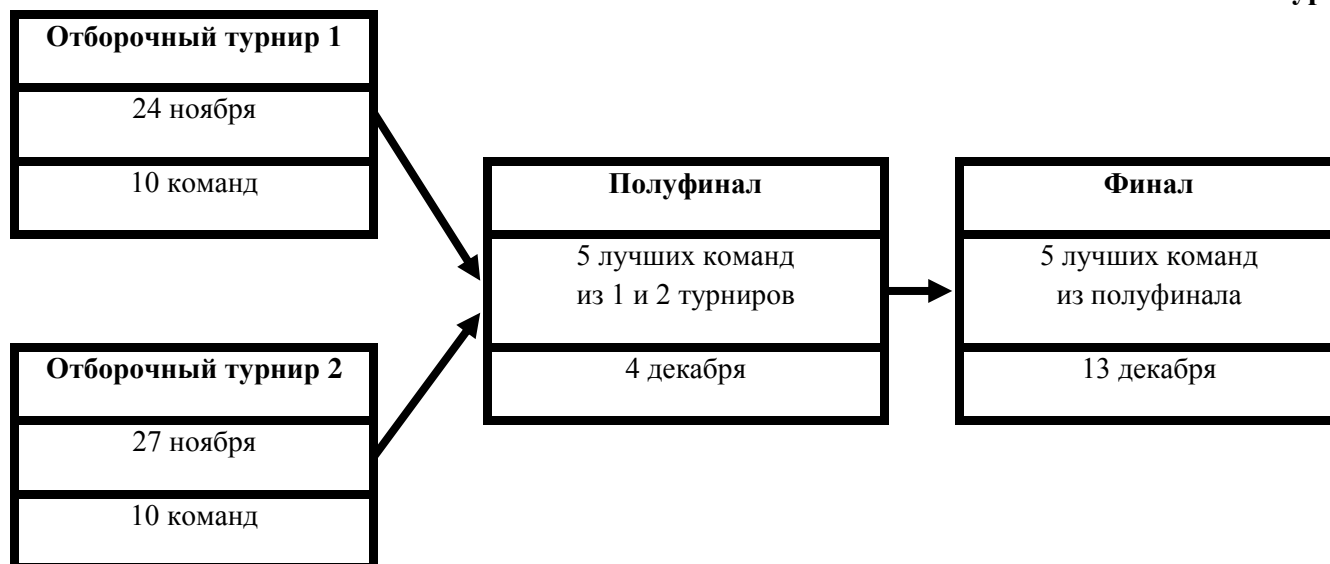 Отборочный турнир 1
24 ноября
10 команд
Отборочный турнир 2
27 ноября
10 команд
Полуфинал
5 лучших команд
из 1 и 2 турниров
4 декабря
Финал
5 лучших команд
из полуфинала
13 декабря